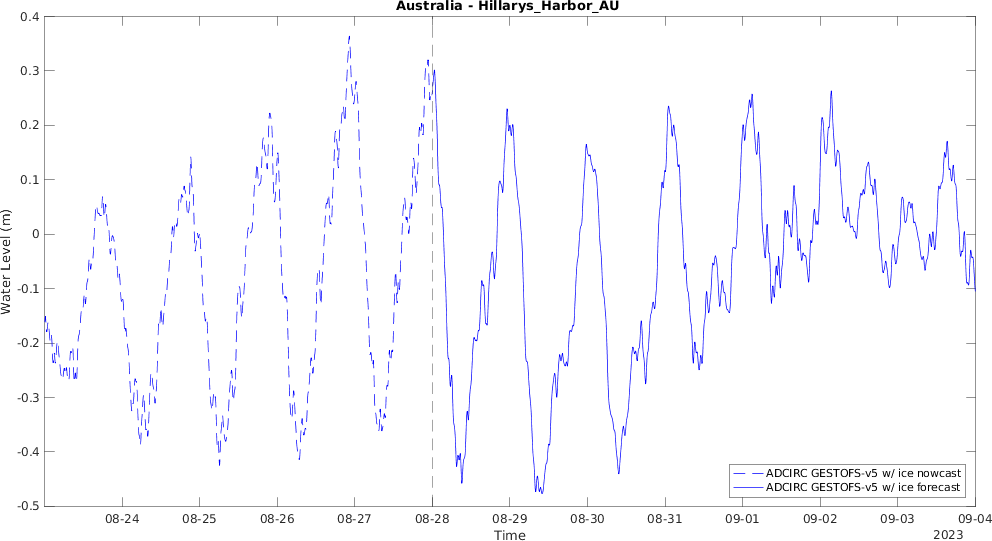 Australia - Hillarys_Harbor_AU
0.4
0.3
0.2
0.1
0
-0.1
-0.2
-0.3
-0.4
-0.5
Water Level (m)
ADCIRC GESTOFS-v5 w/ ice nowcast
ADCIRC GESTOFS-v5 w/ ice forecast
08-24 08-25 08-26 08-27 08-28 08-29 08-30 08-31 09-01 09-02 09-03 09-04
Time
2023